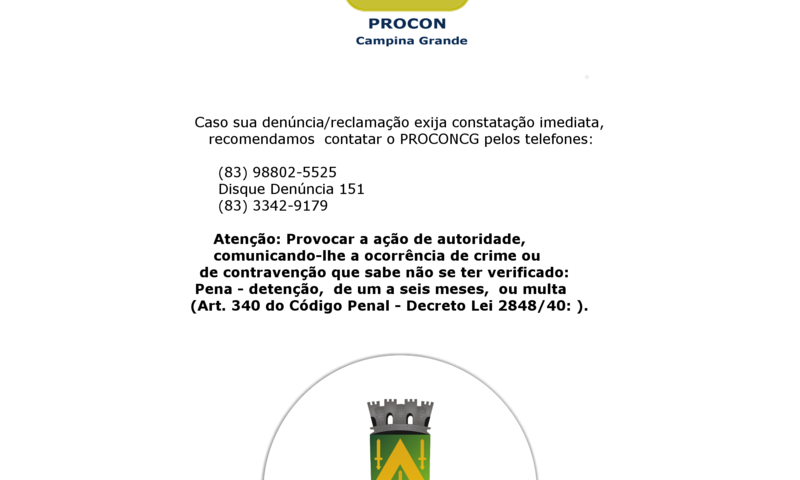 PROCON
Campina Grande
Caso sua denúncia/reclamação exija constatação imediata,
recomendamos contatar o PROCONCG pelos telefones:
(83) 98802-5525
Disque Denúncia 151
(83) 3342-9179
Atenção: Provocar a ação de autoridade,
comunicando-lhe a ocorrência de crime ou
de contravenção que sabe não se ter verificado:
Pena - detenção, de um a seis meses, ou multa
(Art. 340 do Código Penal - Decreto Lei 2848/40: ).